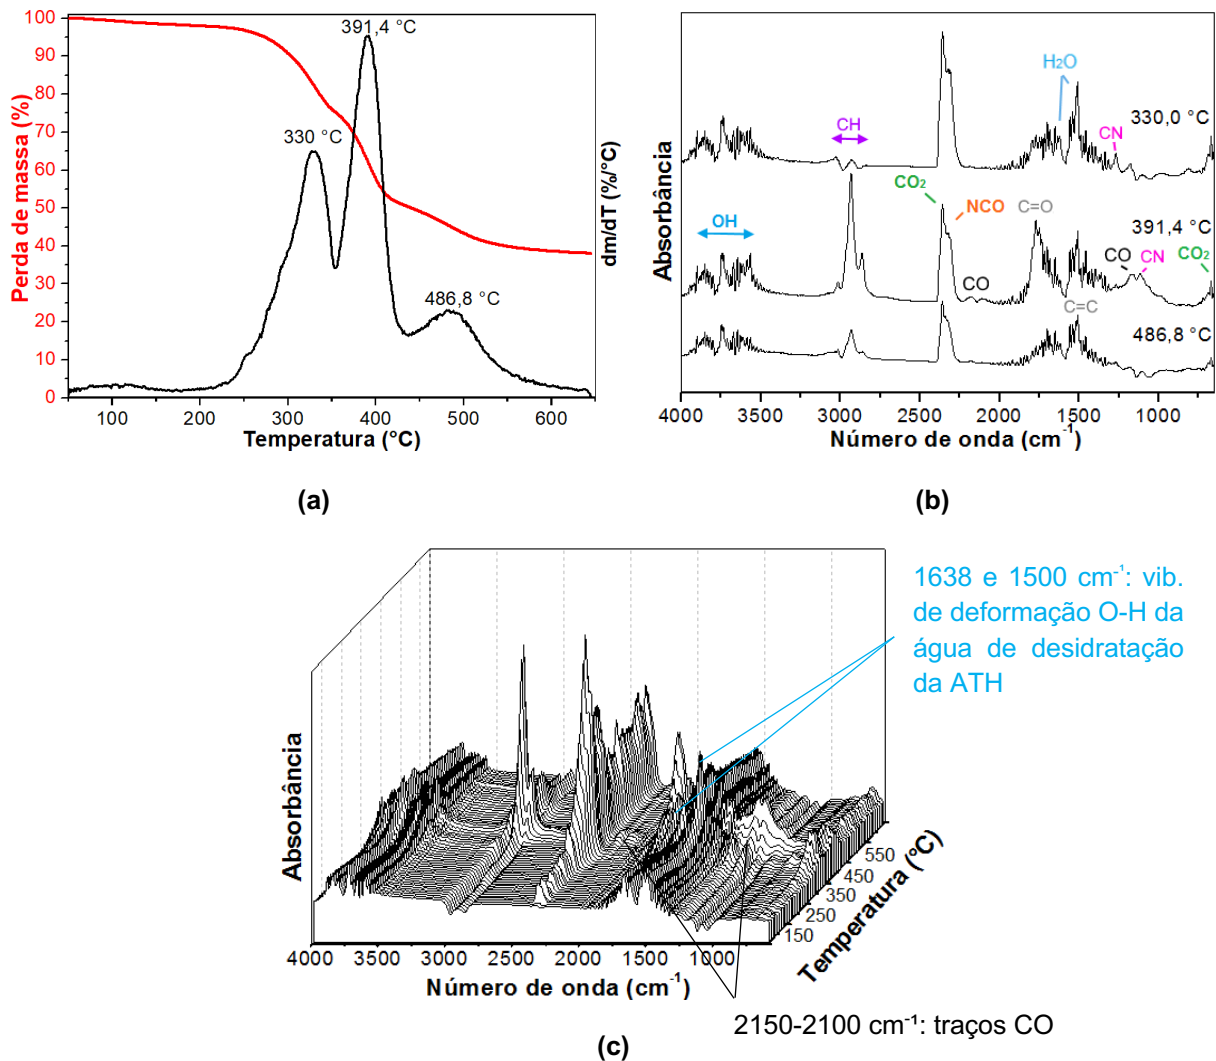 100
90
80
70
60
50
40
30
20
10
0
Perda de massa (%)
391,4 °C
330 °C
486,8 °C
100 200 300 400 500 600
Temperatura (°C)
dm/dT (%/°C)
(a)
Absorbância
H₂O
330,0 °C
CH
CN
CO₂
NCO
C=O
391,4 °C
OH
CO
CO
CN
CO₂
C=C
486,8 °C
4000 3500 3000 2500 2000 1500 1000
Número de onda (cm⁻¹)
(b)
1638 e 1500 cm⁻¹: vib.
de deformação O-H da
água de desidratação
da ATH
Absorbância
4000 3500 3000 2500 2000 1500 1000
Número de onda (cm⁻¹)
150 250 350 450 550
Temperatura (°C)
2150-2100 cm⁻¹: traços CO
(c)